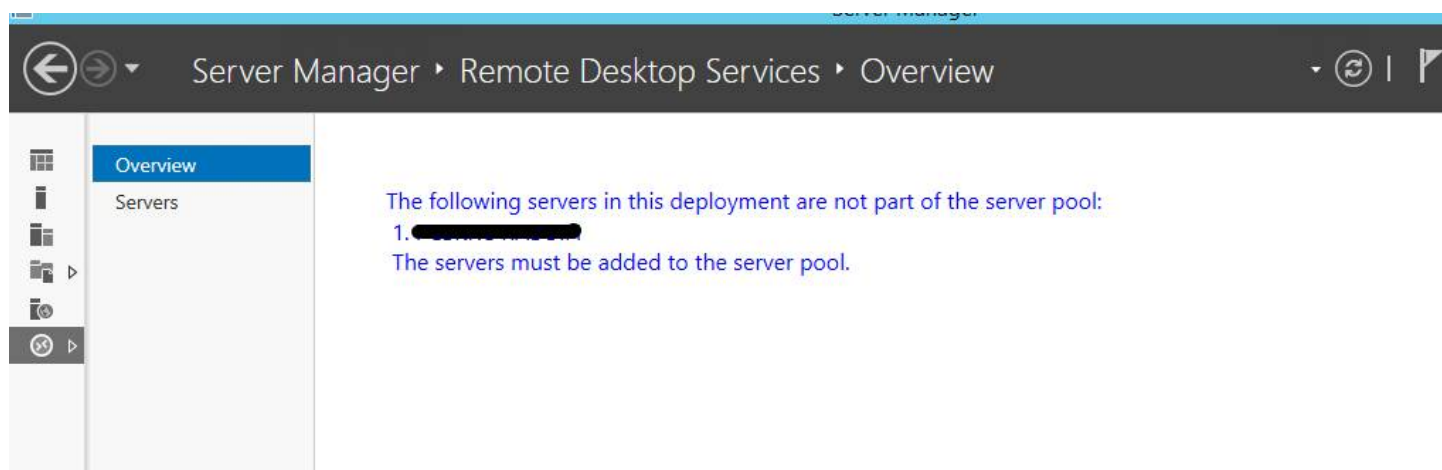 Server Manager
Server Manager ‣ Remote Desktop Services ‣ Overview
Overview
Servers
The following servers in this deployment are not part of the server pool:
1.
The servers must be added to the server pool.